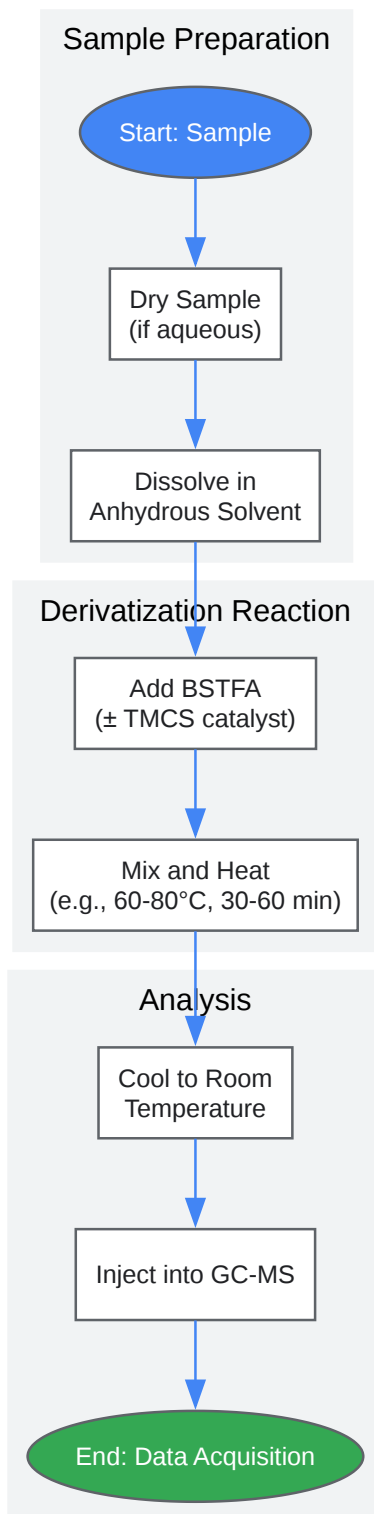 Sample Preparation
Start: Sample
Dry Sample
(if aqueous)
Dissolve in
Anhydrous Solvent
Derivatization Reaction
Add BSTFA
(± TMCS catalyst)
Mix and Heat
(e.g., 60-80°C, 30-60 min)
Analysis
Cool to Room
Temperature
Inject into GC-MS
End: Data Acquisition